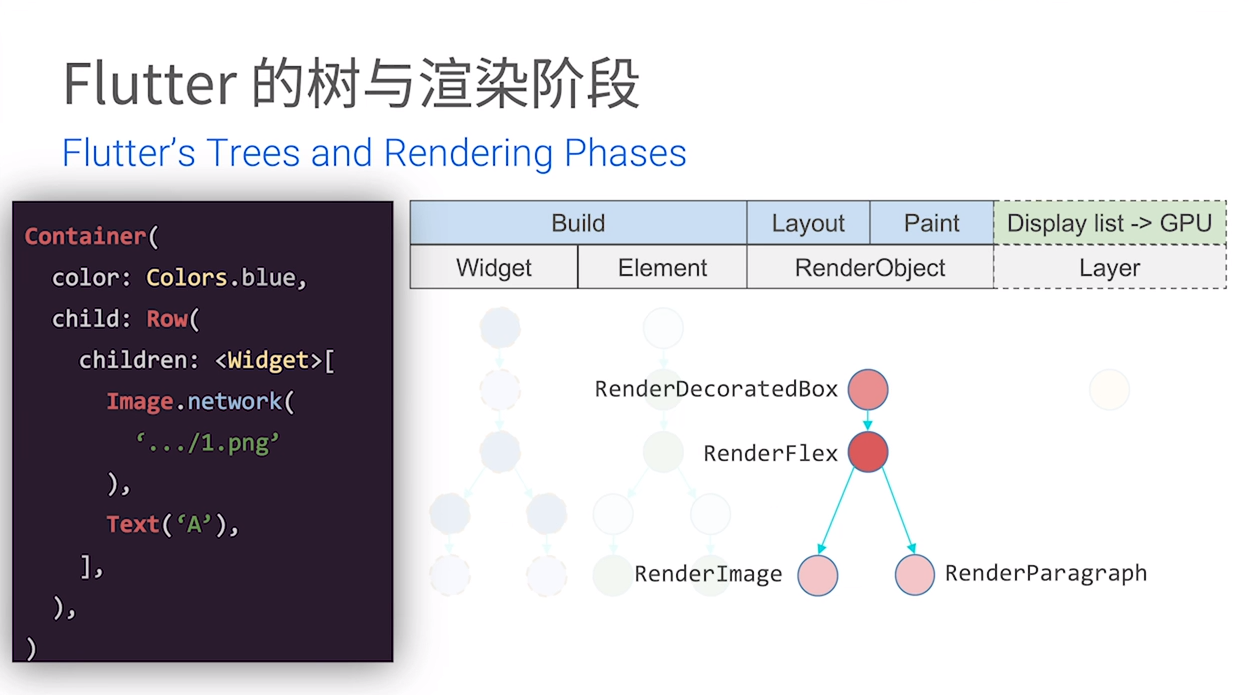 Flutter 的树与渲染阶段
Flutter’s Trees and Rendering Phases
Container(
color: Colors.blue,
child: Row(
children: <Widget>[
Image.network(
‘.../1.png’
),
Text(‘A’),
],
),
)
Build Layout Paint Display list -> GPU
Widget Element RenderObject Layer
RenderDecoratedBox
RenderFlex
RenderImage RenderParagraph